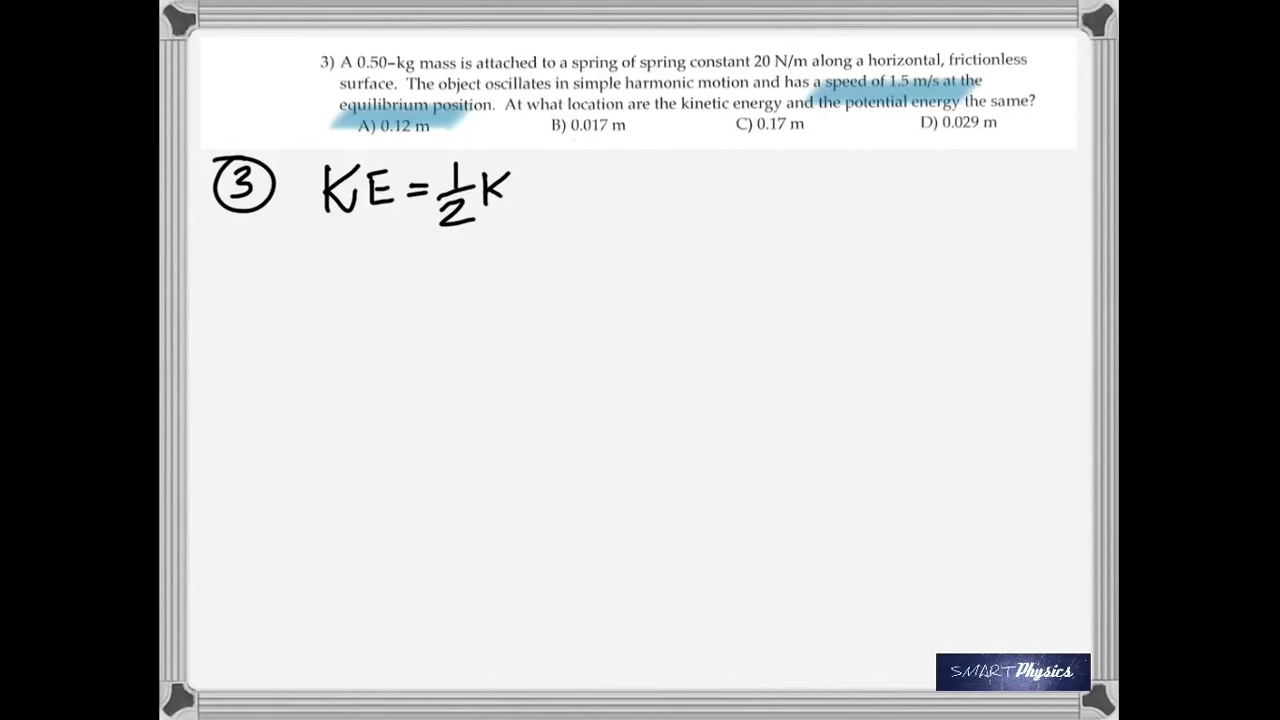 3) A 0.50-kg mass is attached to a spring of spring constant 20 N/m along a horizontal, frictionless
surface. The object oscillates in simple harmonic motion and has a speed of 1.5 m/s at the
equilibrium position. At what location are the kinetic energy and the potential energy the same?
A) 0.12 m B) 0.017 m C) 0.17 m D) 0.029 m
3 KE = 1/2 K
SMART Physics